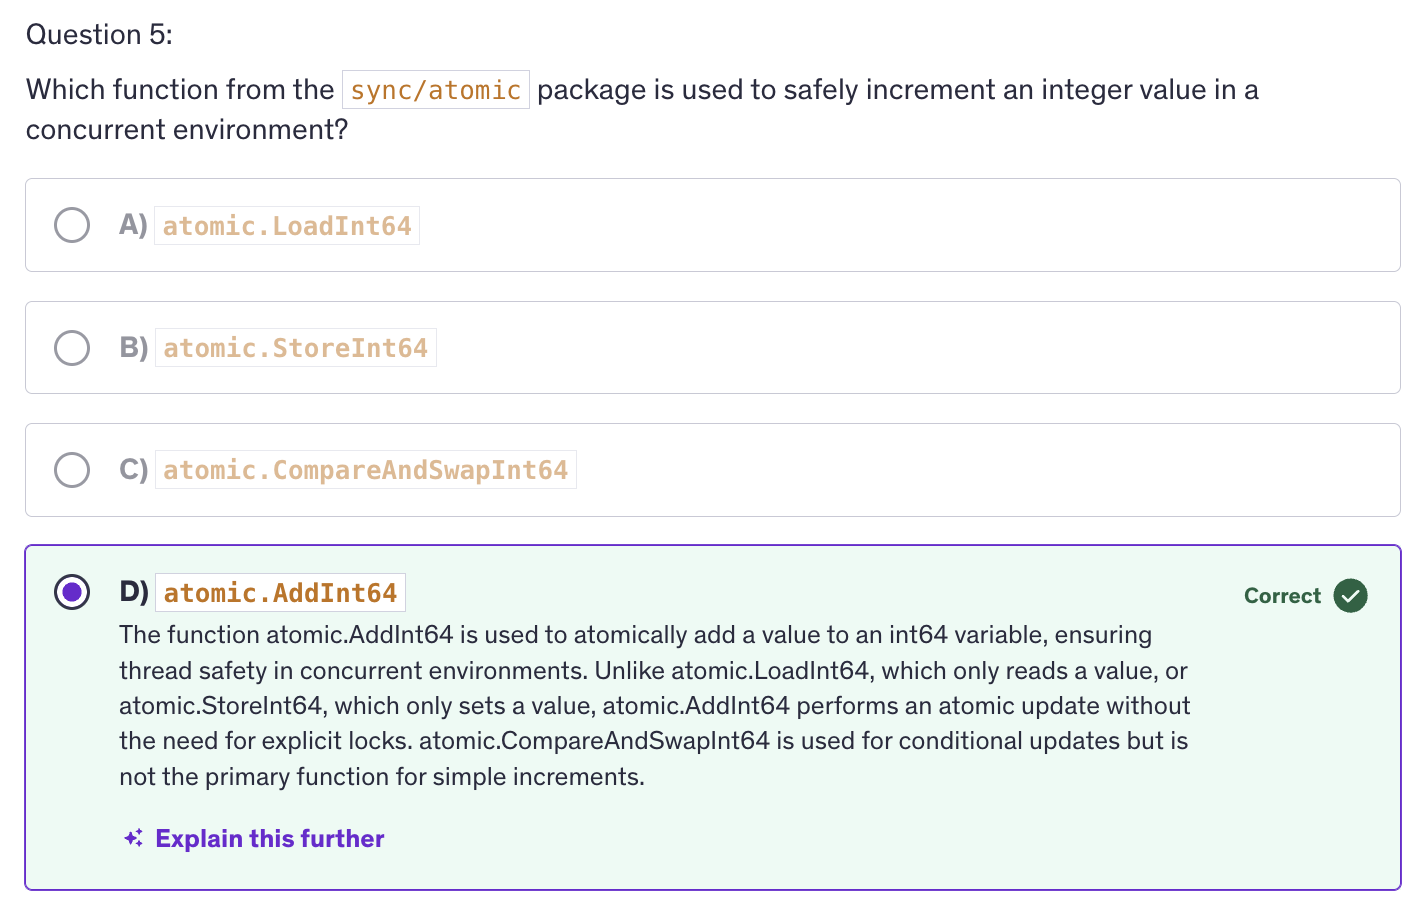 Question 5:
Which function from the sync/atomic package is used to safely increment an integer value in a
concurrent environment?
A) atomic.LoadInt64
B) atomic.StoreInt64
C) atomic.CompareAndSwapInt64
D) atomic.AddInt64
Correct
The function atomic.AddInt64 is used to atomically add a value to an int64 variable, ensuring
thread safety in concurrent environments. Unlike atomic.LoadInt64, which only reads a value, or
atomic.StoreInt64, which only sets a value, atomic.AddInt64 performs an atomic update without
the need for explicit locks. atomic.CompareAndSwapInt64 is used for conditional updates but is
not the primary function for simple increments.
Explain this further